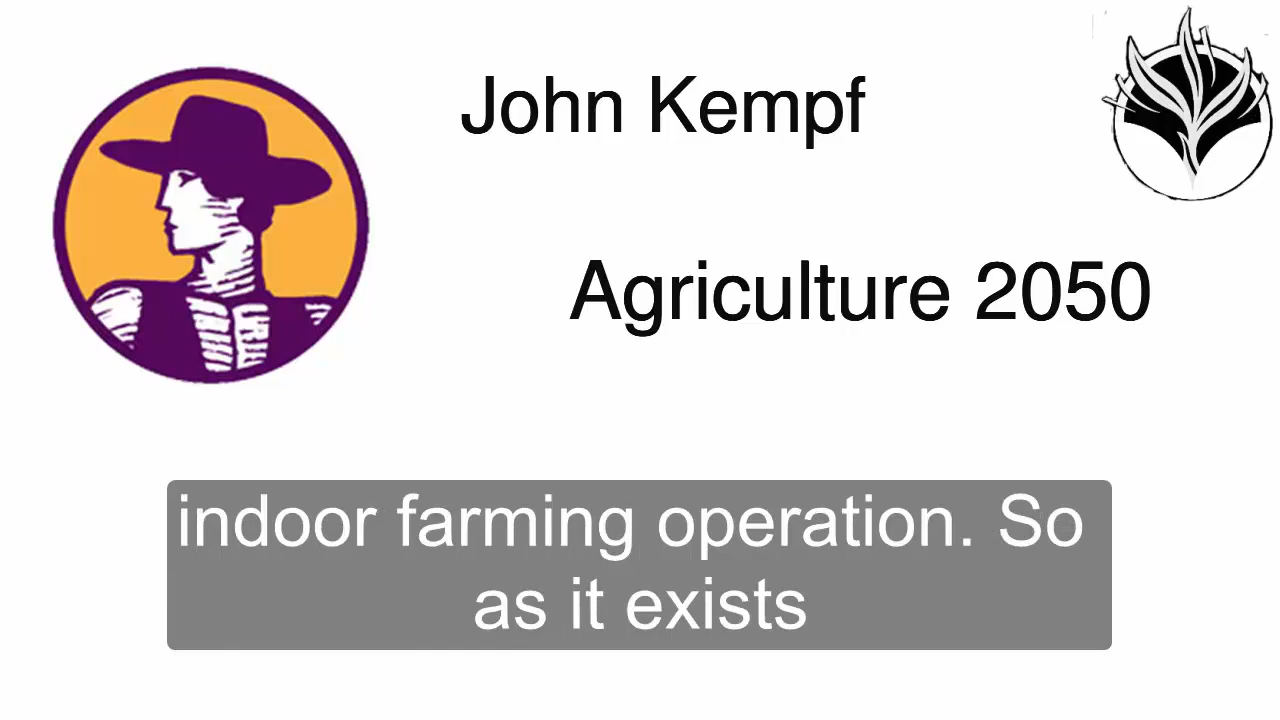 John Kempf
Agriculture 2050
indoor farming operation. So
as it exists